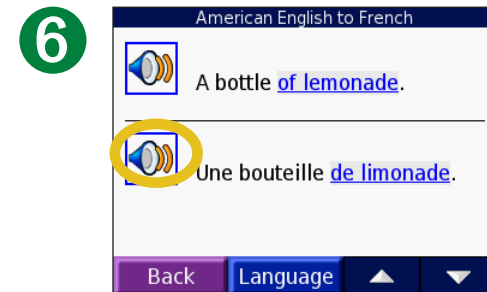 6
American English to French
A bottle of lemonade.
Une bouteille de limonade.
Back Language